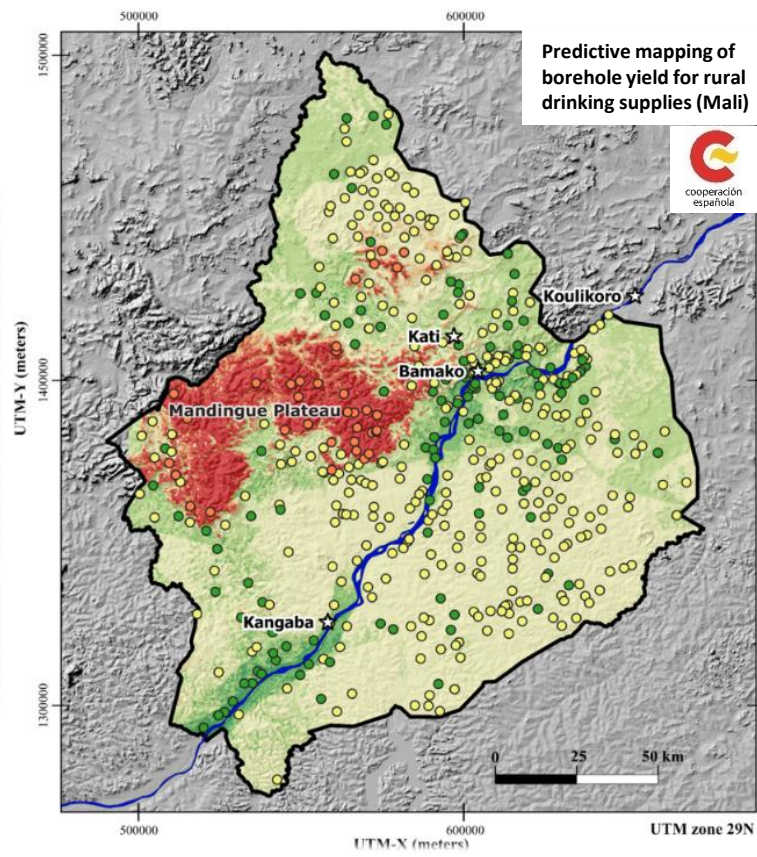 500000
600000
Predictive mapping of
borehole yield for rural
drinking supplies (Mali)
cooperación
española
1500000
Koulikoro
Kati
Bamako
1400000
Mandingue Plateau
UTM-Y (meters)
Kangaba
1300000
0 25 50 km
500000
600000
UTM zone 29N
UTM-X (meters)